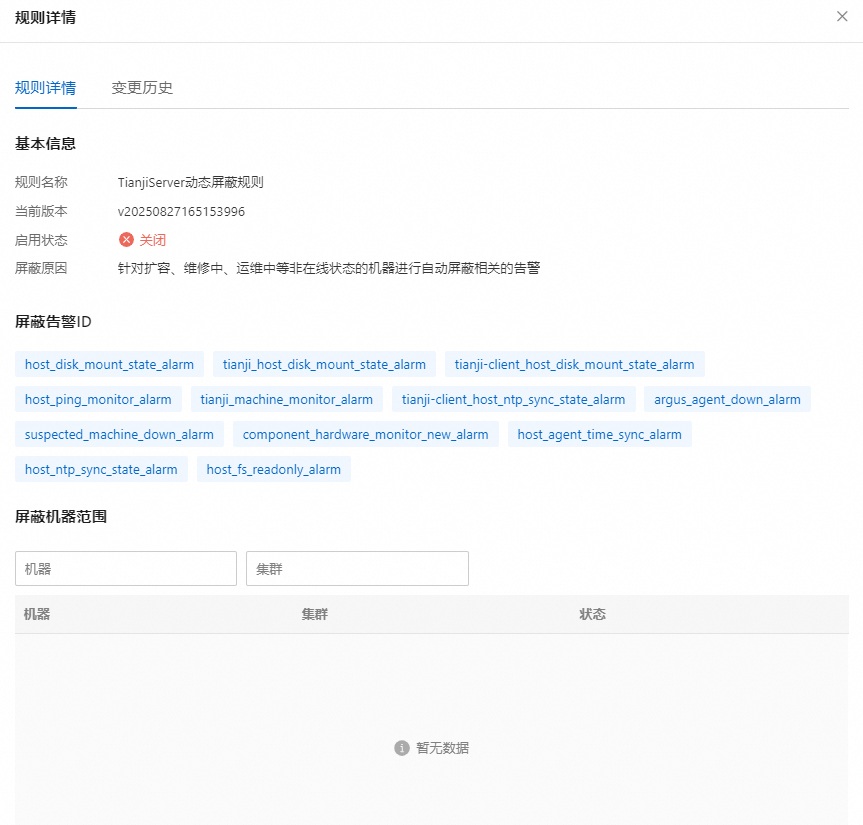 规则详情
规则详情 变更历史
基本信息
规则名称 TianjiServer动态屏蔽规则
当前版本 v20250827165153996
启用状态 关闭
屏蔽原因 针对扩容、维修中、运维中等非在线状态的机器进行自动屏蔽相关的告警
屏蔽告警ID
host_disk_mount_state_alarm tianji_host_disk_mount_state_alarm tianji-client_host_disk_mount_state_alarm
host_ping_monitor_alarm tianji_machine_monitor_alarm tianji-client_host_ntp_sync_state_alarm argus_agent_down_alarm
suspected_machine_down_alarm component_hardware_monitor_new_alarm host_agent_time_sync_alarm
host_ntp_sync_state_alarm host_fs_readonly_alarm
屏蔽机器范围
机器 集群
机器 集群 状态
暂无数据